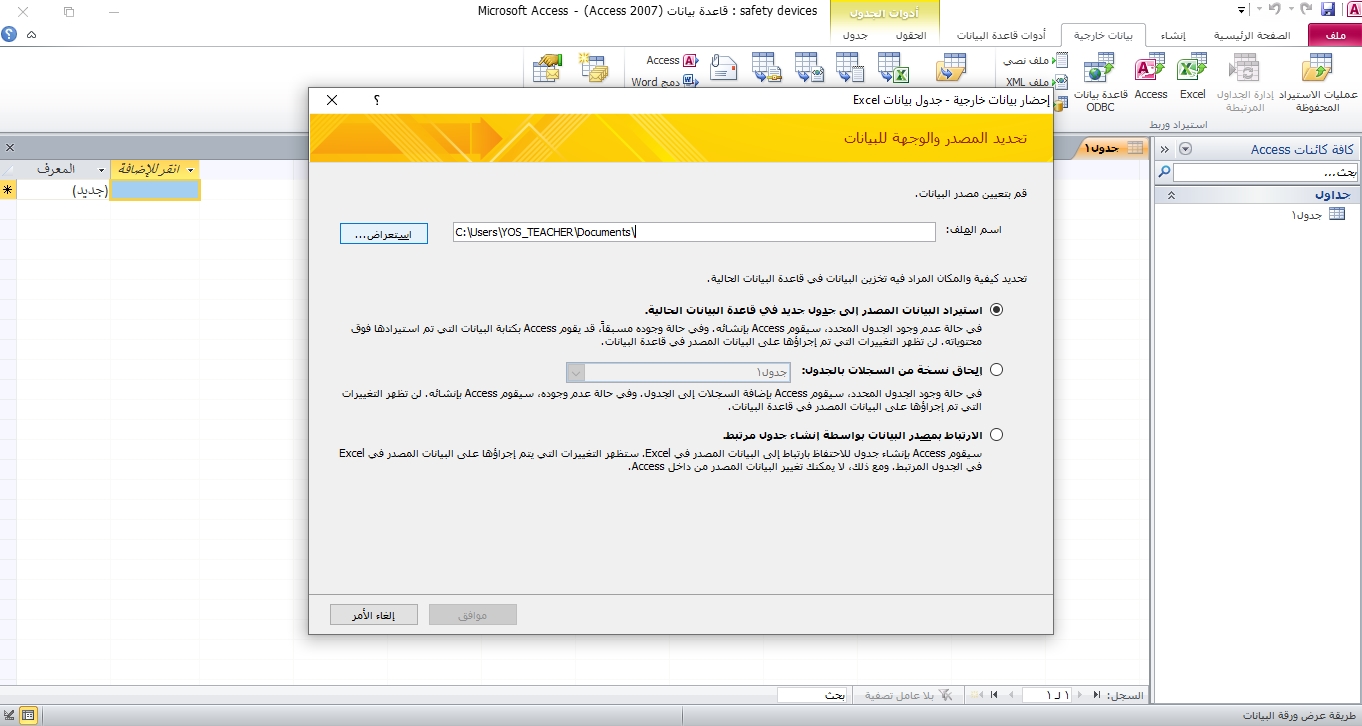 safety devices : قاعدة بيانات (Access 2007) - Microsoft Access
أدوات الجدول
ملف
الصفحة الرئيسية
إنشاء
بيانات خارجية
أدوات قاعدة البيانات
الحقول
جدول
عمليات الاستيراد المحفوظة
إدارة الجداول المرتبطة
Excel
Access
قاعدة بيانات ODBC
ملف نصي
ملف XML
استيراد وربط
Access
دمج Word
إحضار بيانات خارجية - جدول بيانات Excel
؟
تحديد المصدر والوجهة للبيانات
قم بتعيين مصدر البيانات.
اسم الملف:
C:\Users\YOS_TEACHER\Documents\
استعراض...
تحديد كيفية والمكان المراد فيه تخزين البيانات في قاعدة البيانات الحالية.
استيراد البيانات المصدر إلى جدول جديد في قاعدة البيانات الحالية.
في حالة عدم وجود الجدول المحدد، سيقوم Access بإنشائه. وفي حالة وجوده مسبقاً، قد يقوم Access بكتابة البيانات التي تم استيرادها فوق
محتوياته. لن تظهر التغييرات التي تم إجراؤها على البيانات المصدر في قاعدة البيانات.
إلحاق نسخة من السجلات بالجدول:
جدول١
في حالة وجود الجدول المحدد، سيقوم Access بإضافة السجلات إلى الجدول. وفي حالة عدم وجوده، سيقوم Access بإنشائه. لن تظهر التغييرات
التي تم إجراؤها على البيانات المصدر في قاعدة البيانات.
الارتباط بمصدر البيانات بواسطة إنشاء جدول مرتبط.
سيقوم Access بإنشاء جدول للاحتفاظ بارتباط إلى البيانات المصدر في Excel. ستظهر التغييرات التي يتم إجراؤها على البيانات المصدر في Excel
في الجدول المرتبط. ومع ذلك، لا يمكنك تغيير البيانات المصدر من داخل Access.
موافق
إلغاء الأمر
كافة كائنات Access
بحث...
جداول
جدول١
جدول١
المعرف
انقر للإضافة
(جديد)
السجل:
١ لـ ١
بلا عامل تصفية
بحث
طريقة عرض ورقة البيانات